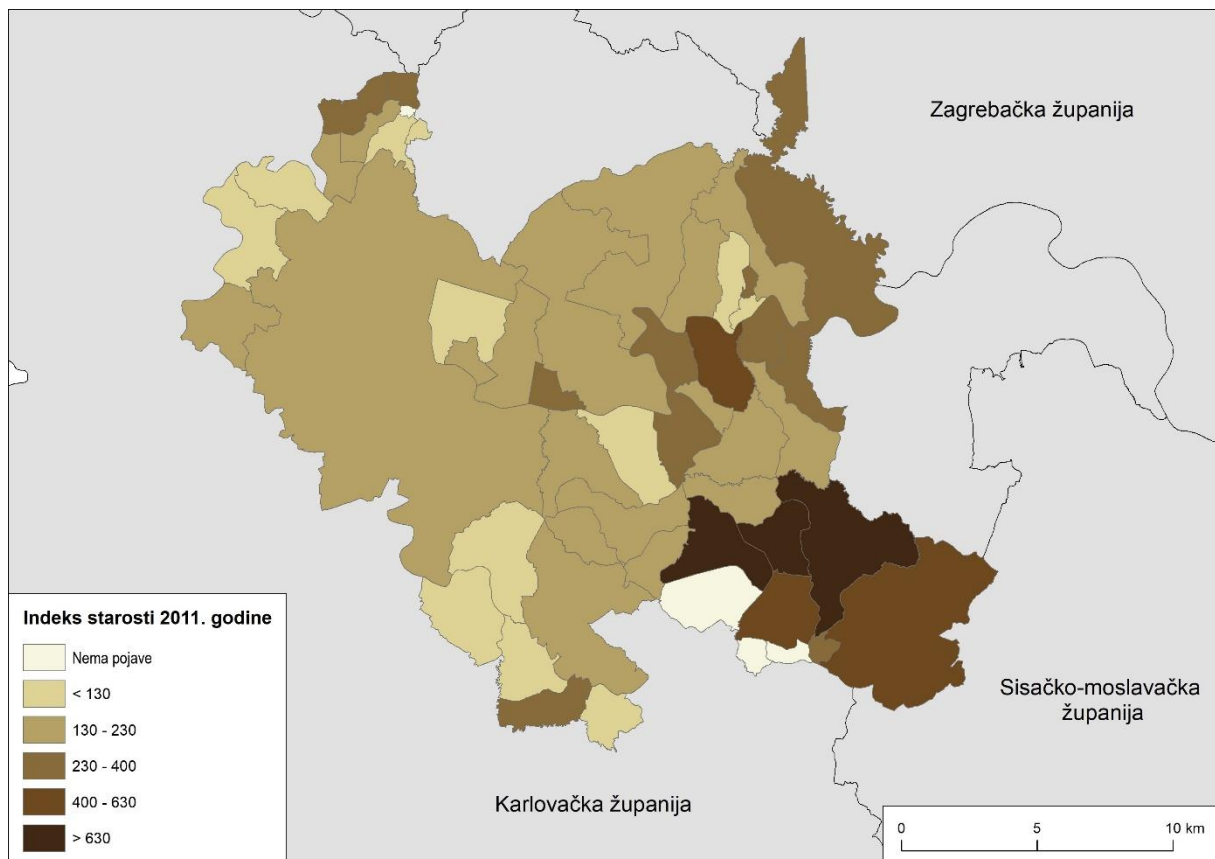 Zagrebačka županija
Sisačko-moslavačka
županija
Karlovačka županija
Indeks starosti 2011. godine
Nema pojave
< 130
130 - 230
230 - 400
400 - 630
> 630
0 5 10 km